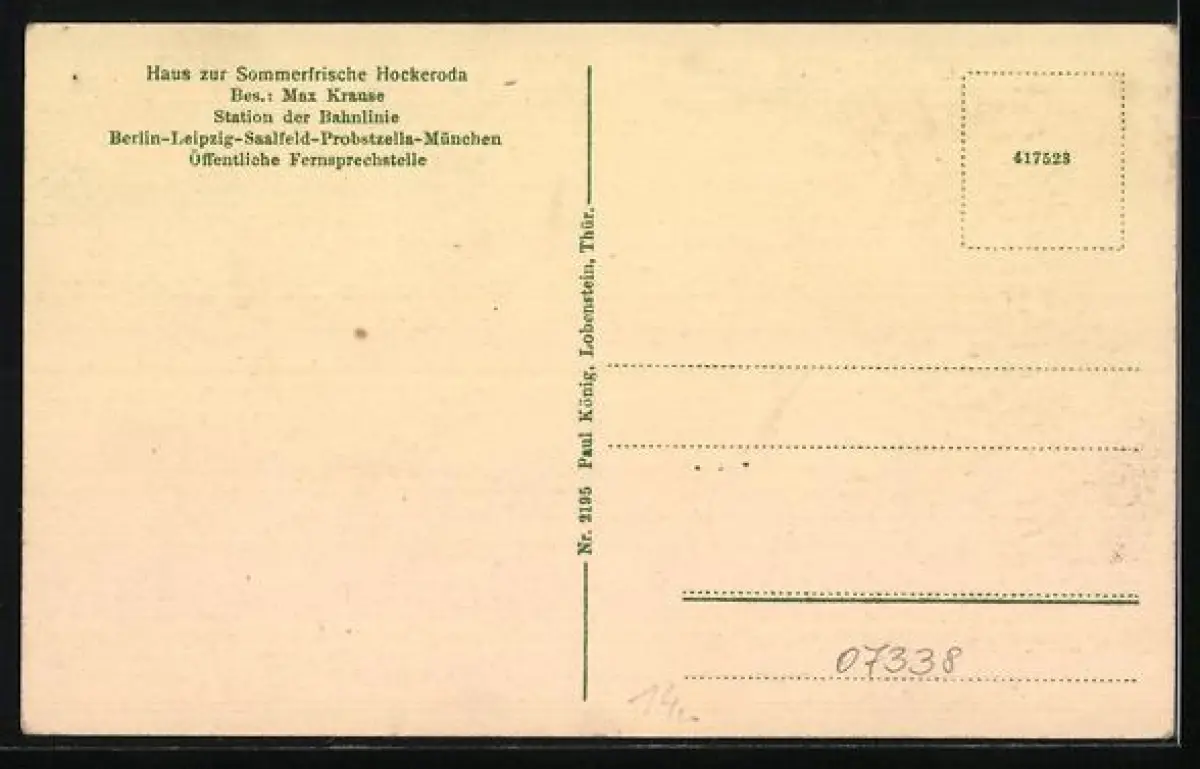 Haus zur Sommerfrische Hockeroda
Bes.: Max Krause
Station der Bahnlinie
Berlin-Leipzig-Saalfeld-Probstzella-München
Öffentliche Fernsprechstelle
Nr. 2195 Paul König, Lobenstein, Thür.
417523
07338
14,-